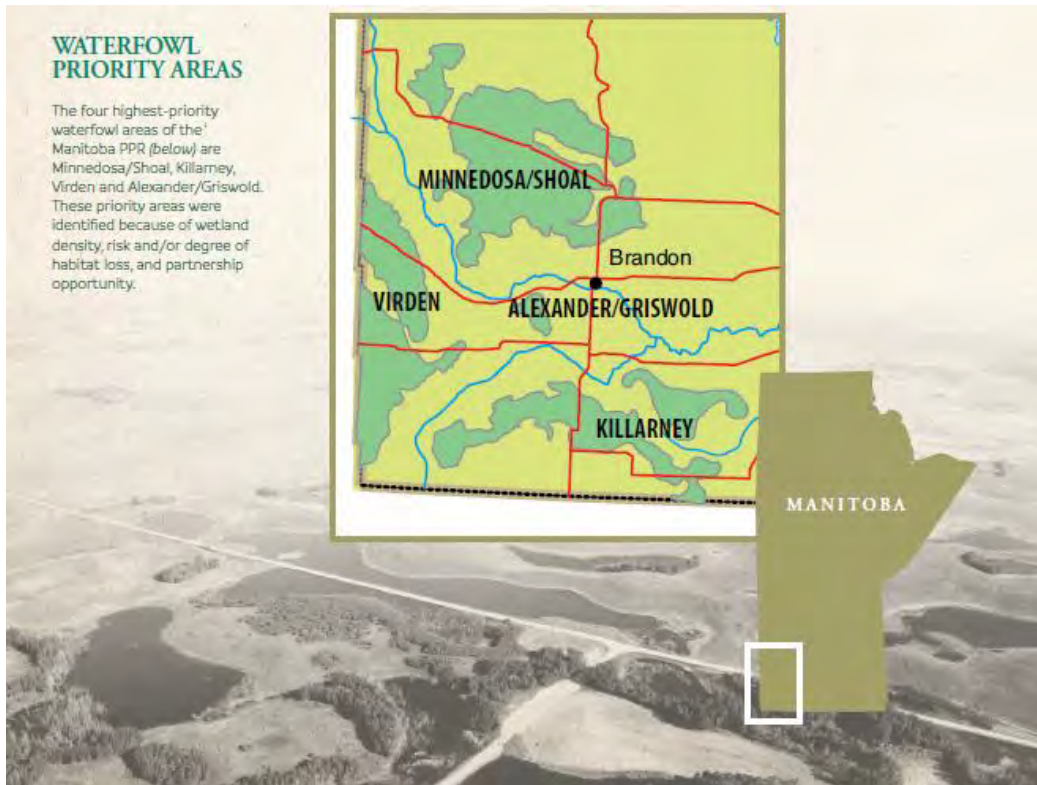 WATERFOWL
PRIORITY AREAS
The four highest-priority
waterfowl areas of the
Manitoba PPR (below) are
Minnedosa/Shoal, Killarney,
Virden and Alexander/Griswold.
These priority areas were
identified because of wetland
density, risk and/or degree of
habitat loss, and partnership
opportunity.
MINNEDOSA/SHOAL
Brandon
VIRDEN
ALEXANDER/GRISWOLD
KILLARNEY
MANITOBA